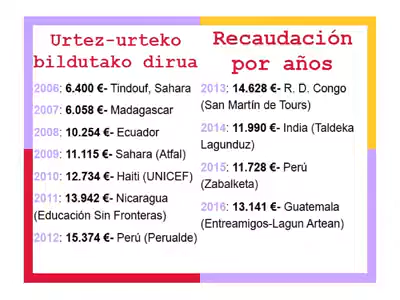 Urtez-urteko
bildutako dirua
2006: 6.400 €- Tindouf, Sahara
2007: 6.058 €- Madagascar
2008: 10.254 €- Ecuador
2009: 11.115 €- Sahara (Atfal)
2010: 12.734 €- Haiti (UNICEF)
2011: 13.942 €- Nicaragua
(Educación Sin Fronteras)
2012: 15.374 €- Perú (Perualde)
Recaudación
por años
2013: 14.628 €- R. D. Congo
(San Martín de Tours)
2014: 11.990 €- India (Taldeka
Lagunduz)
2015: 11.728 €- Perú
(Zabalketa)
2016: 13.141 €- Guatemala
(Entreamigos-Lagun Artean)